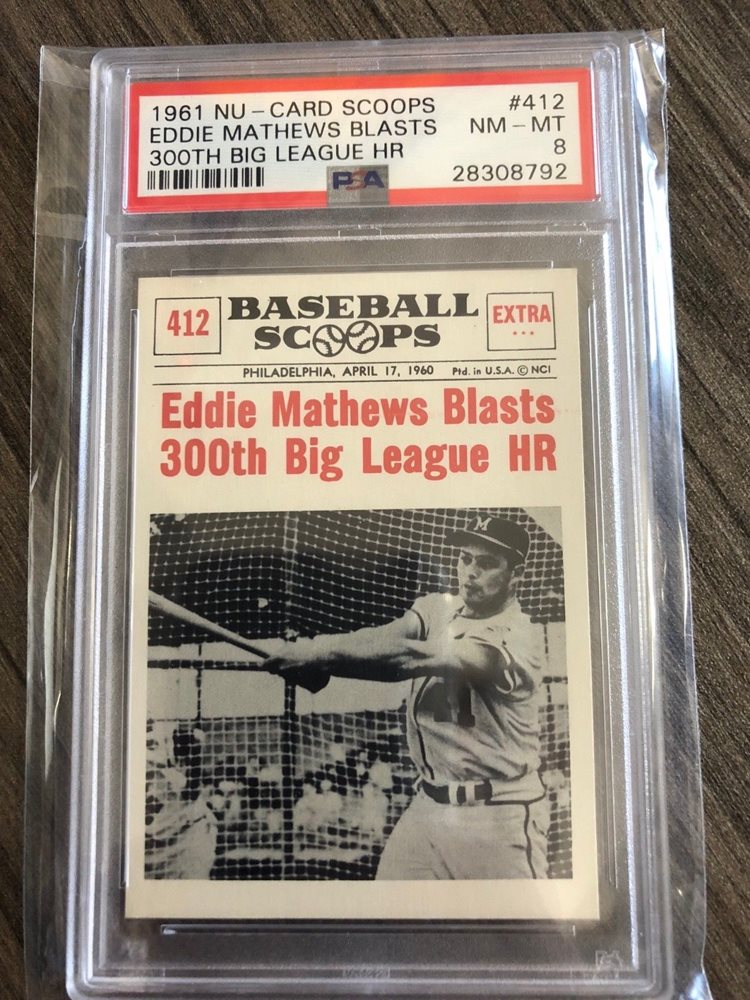 1961 NU-CARD SCOOPS #412
EDDIE MATHEWS BLASTS NM-MT
300TH BIG LEAGUE HR 8
PSA 28308792
412 BASEBALL EXTRA
SCOOPS
PHILADELPHIA, APRIL 17, 1960 Ptd. in U.S.A. © NCI
Eddie Mathews Blasts
300th Big League HR
M